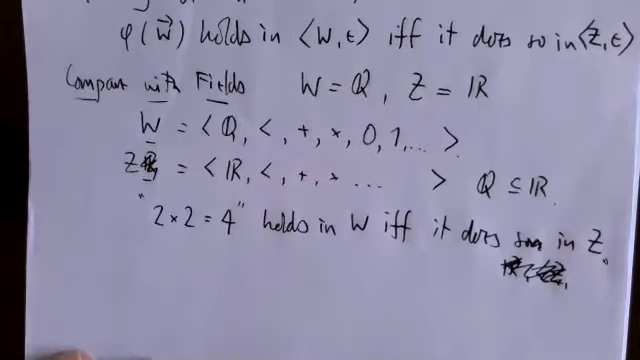 φ(w⃗) holds in ⟨W,∈⟩ iff it does so in ⟨Z,∈⟩
Compare with Fields W = ℚ, Z = ℝ
W = ⟨ℚ, <, +, ×, 0, 1, ... ⟩.
Z = ⟨ℝ, <, +, × ... ⟩ ℚ ⊆ ℝ.
"2×2 = 4" holds in W iff it does so in Z.